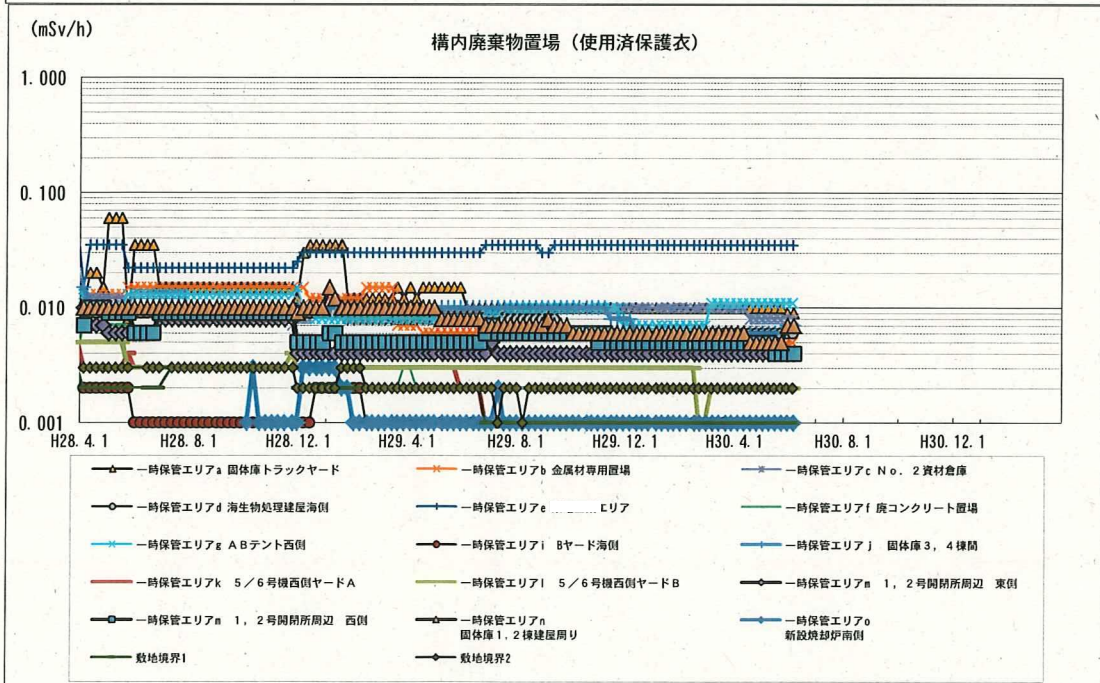 (mSv/h)
構内廃棄物置場（使用済保護衣）
1.000
0.100
0.010
0.001
H28.4.1 H28.8.1 H28.12.1 H29.4.1 H29.8.1 H29.12.1 H30.4.1 H30.8.1 H30.12.1
一時保管エリアa 固体庫トラックヤード 一時保管エリアb 金属材専用置場 一時保管エリアc No．2資材倉庫
一時保管エリアd 海生物処理建屋海側 一時保管エリアe エリア 一時保管エリアf 廃コンクリート置場
一時保管エリアg ABテント西側 一時保管エリアi Bヤード海側 一時保管エリアj 固体庫3，4棟間
一時保管エリアk 5／6号機西側ヤードA 一時保管エリアl 5／6号機西側ヤードB 一時保管エリアm 1，2号開閉所周辺 東側
一時保管エリアm 1，2号開閉所周辺 西側 一時保管エリアn 一時保管エリアo
固体庫1,2棟建屋周り 新設焼却炉南側
敷地境界1 敷地境界2